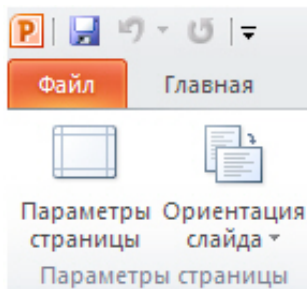 P
Файл Главная
Параметры Ориентация
страницы слайда
Параметры страницы